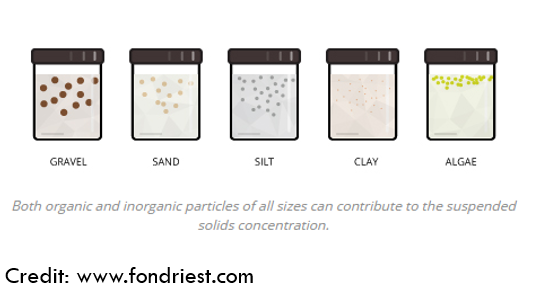 GRAVEL SAND SILT CLAY ALGAE
Both organic and inorganic particles of all sizes can contribute to the suspended
solids concentration.
Credit: www.fondriest.com